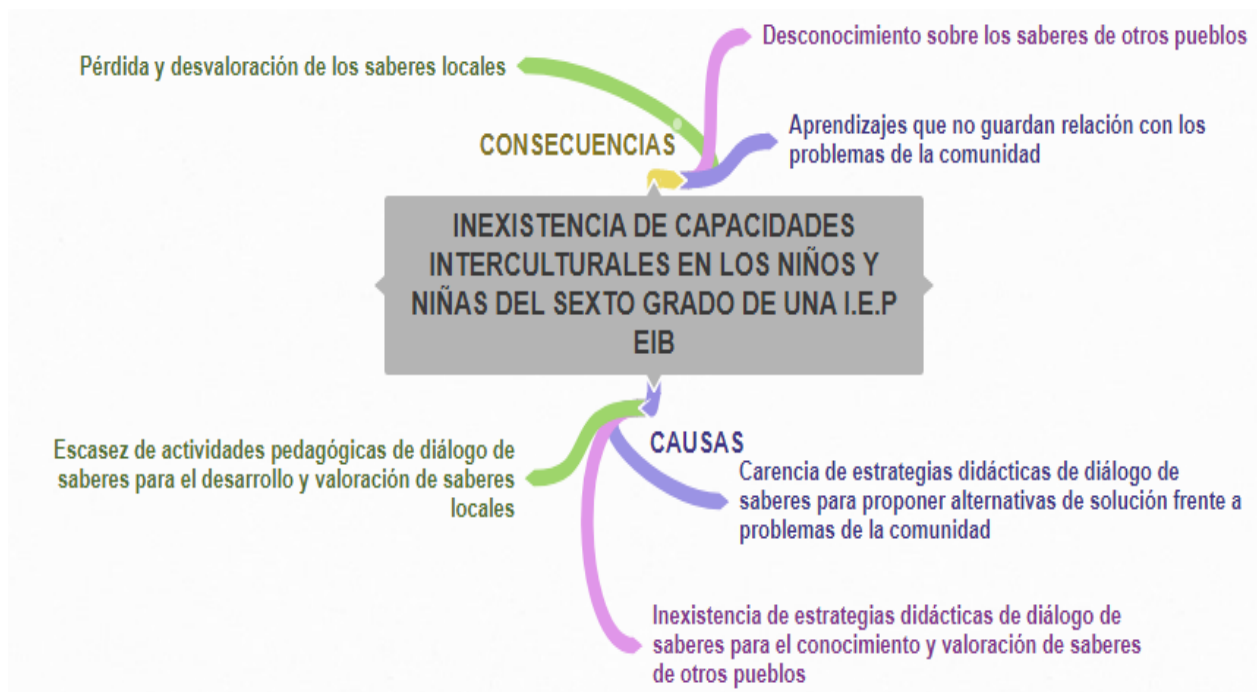 Desconocimiento sobre los saberes de otros pueblos
Pérdida y desvaloración de los saberes locales
Aprendizajes que no guardan relación con los
problemas de la comunidad
CONSECUENCIAS
INEXISTENCIA DE CAPACIDADES
INTERCULTURALES EN LOS NIÑOS Y
NIÑAS DEL SEXTO GRADO DE UNA I.E.P
EIB
CAUSAS
Escasez de actividades pedagógicas de diálogo de
saberes para el desarrollo y valoración de saberes
locales
Carencia de estrategias didácticas de diálogo de
saberes para proponer alternativas de solución frente a
problemas de la comunidad
Inexistencia de estrategias didácticas de diálogo de
saberes para el conocimiento y valoración de saberes
de otros pueblos